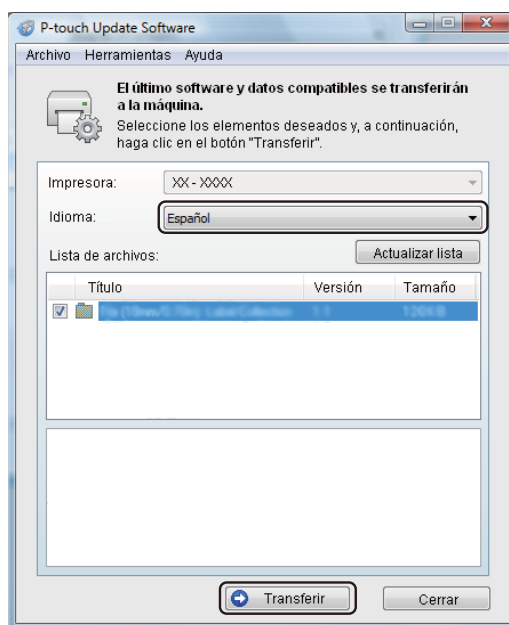 P-touch Update Software
Archivo Herramientas Ayuda
El último software y datos compatibles se transferirán
a la máquina.
Seleccione los elementos deseados y, a continuación,
haga clic en el botón "Transferir".
Impresora: XX - XXXX
Idioma: Español
Lista de archivos: Actualizar lista
Título Versión Tamaño
Transferir Cerrar